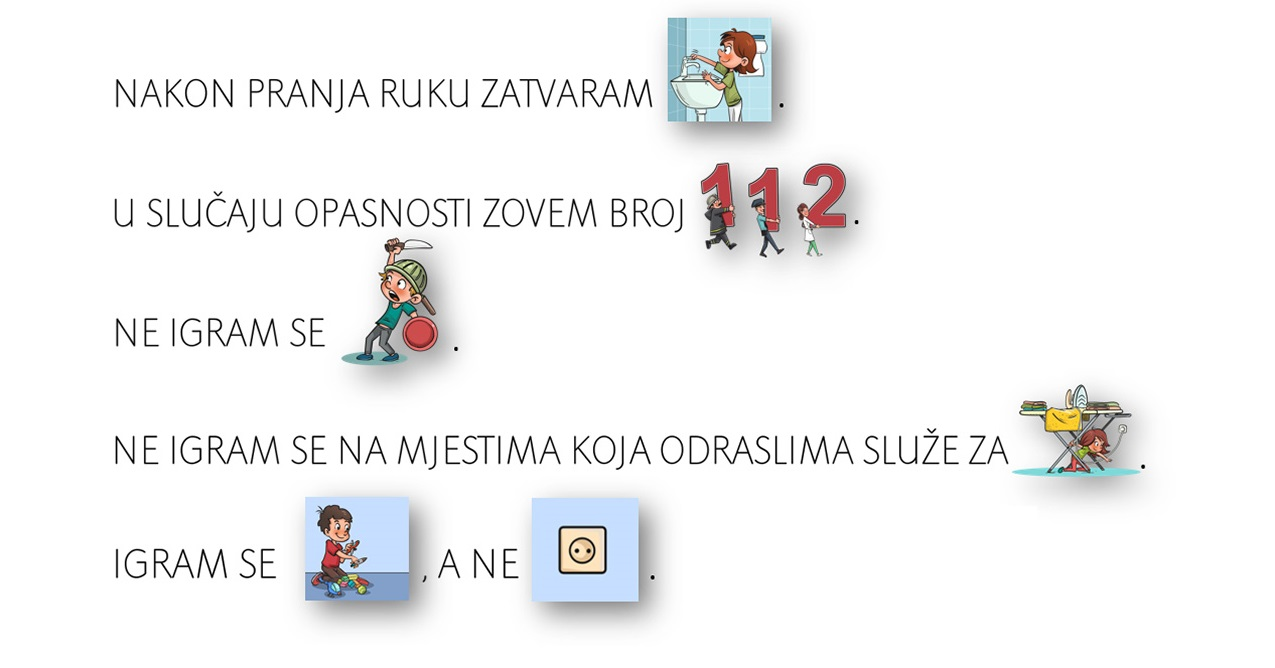 NAKON PRANJA RUKU ZATVARAM .
U SLUČAJU OPASNOSTI ZOVEM BROJ 112.
NE IGRAM SE .
NE IGRAM SE NA MJESTIMA KOJA ODRASLIMA SLUŽE ZA .
IGRAM SE , A NE .